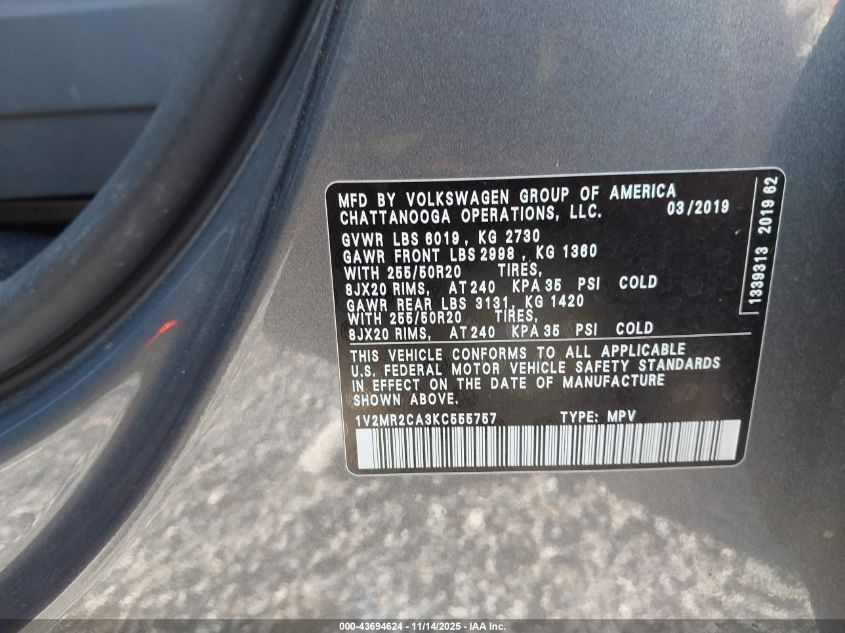 MFD BY VOLKSWAGEN GROUP OF AMERICA
CHATTANOOGA OPERATIONS, LLC. 03/2019
GVWR LBS 6019, KG 2730
GAWR FRONT LBS 2998, KG 1360
WITH 255/50R20 TIRES,
8JX20 RIMS, AT 240 KPA 35 PSI COLD
GAWR REAR LBS 3131, KG 1420
WITH 255/50R20 TIRES,
8JX20 RIMS, AT 240 KPA 35 PSI COLD
THIS VEHICLE CONFORMS TO ALL APPLICABLE
U.S. FEDERAL MOTOR VEHICLE SAFETY STANDARDS
IN EFFECT ON THE DATE OF MANUFACTURE
SHOWN ABOVE.
1V2MR2CA3KC555757 TYPE: MPV
1339313 2019 62
000-43694624 - 11/14/2025 - IAA Inc.